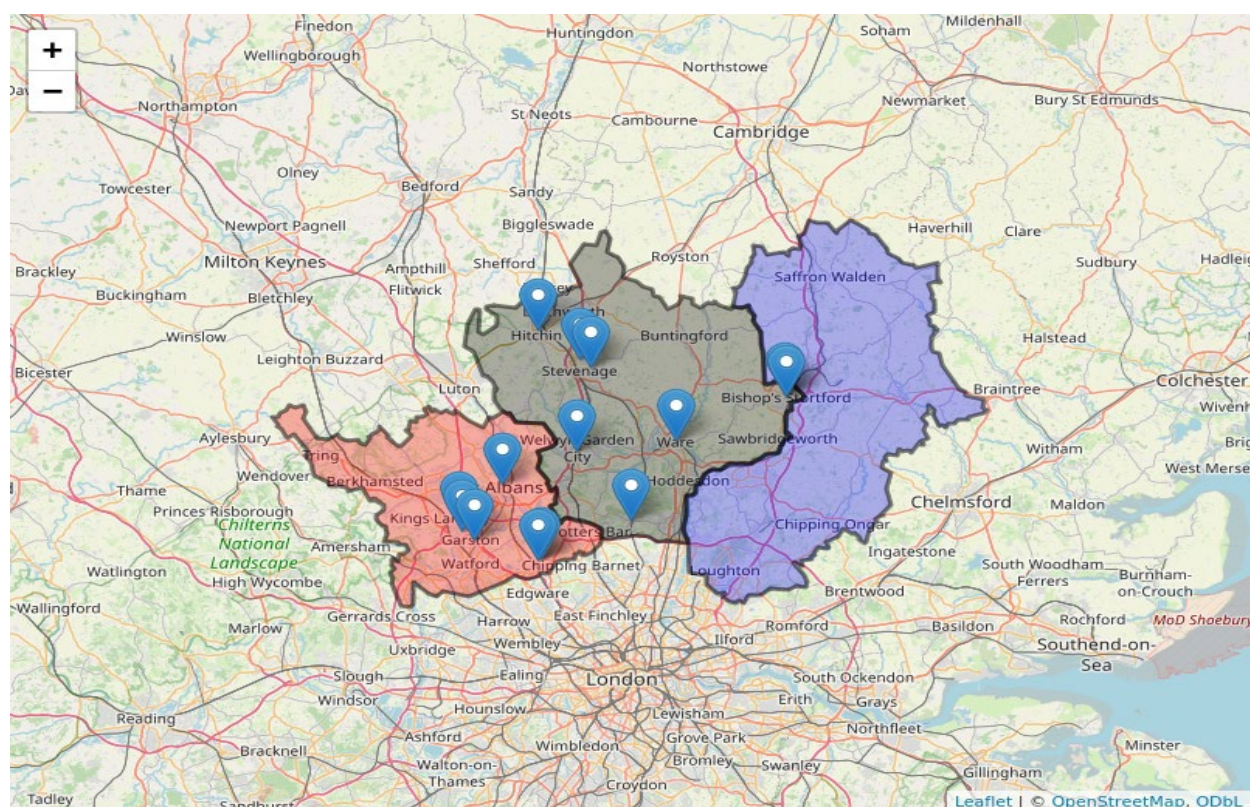 +
−
Finedon
Huntingdon
Mildenhall
Soham
Wellingborough
Northstowe
Northampton
Newmarket
Bury St Edmunds
St Neots
Cambourne
Cambridge
Olney
Bedford
Towcester
Sandy
Newport Pagnell
Biggleswade
Haverhill
Clare
Royston
Brackley
Milton Keynes
Ampthill
Shefford
Saffron Walden
Sudbury
Buckingham
Bletchley
Flitwick
Winslow
Hitchin
Buntingford
Halstead
Leighton Buzzard
Bicester
Stevenage
Luton
Colchester
Braintree
Aylesbury
Welwyn Garden
City
Ware
Sawbridgeworth
Tring
Witham
Wendover
Berkhamsted
Albans
Hoddesdon
Thame
Chelmsford
Maldon
Princes Risborough
Chilterns
National
Landscape
Chipping Ongar
Amersham
Garston
Ingatestone
Watford
Chipping Barnet
Loughton
South Woodham
Ferrers
Burnham-
on-Crouch
Watlington
High Wycombe
Edgware
Brentwood
Wallingford
Gerrards Cross
East Finchley
Rochford
MoD Shoebury
Marlow
Harrow
Wembley
Ilford
Romford
Basildon
Uxbridge
Southend-on-
Sea
Slough
Ealing
London
South Ockendon
Windsor
Erith
Grays
Hounslow
Lewisham
Reading
Ashford
Grove Park
Northfleet
Bracknell
Wimbledon
Bromley
Minster
Walton-on-
Thames
Swanley
Croydon
Gillingham
Tadley
Leaflet | © OpenStreetMap, ODbL